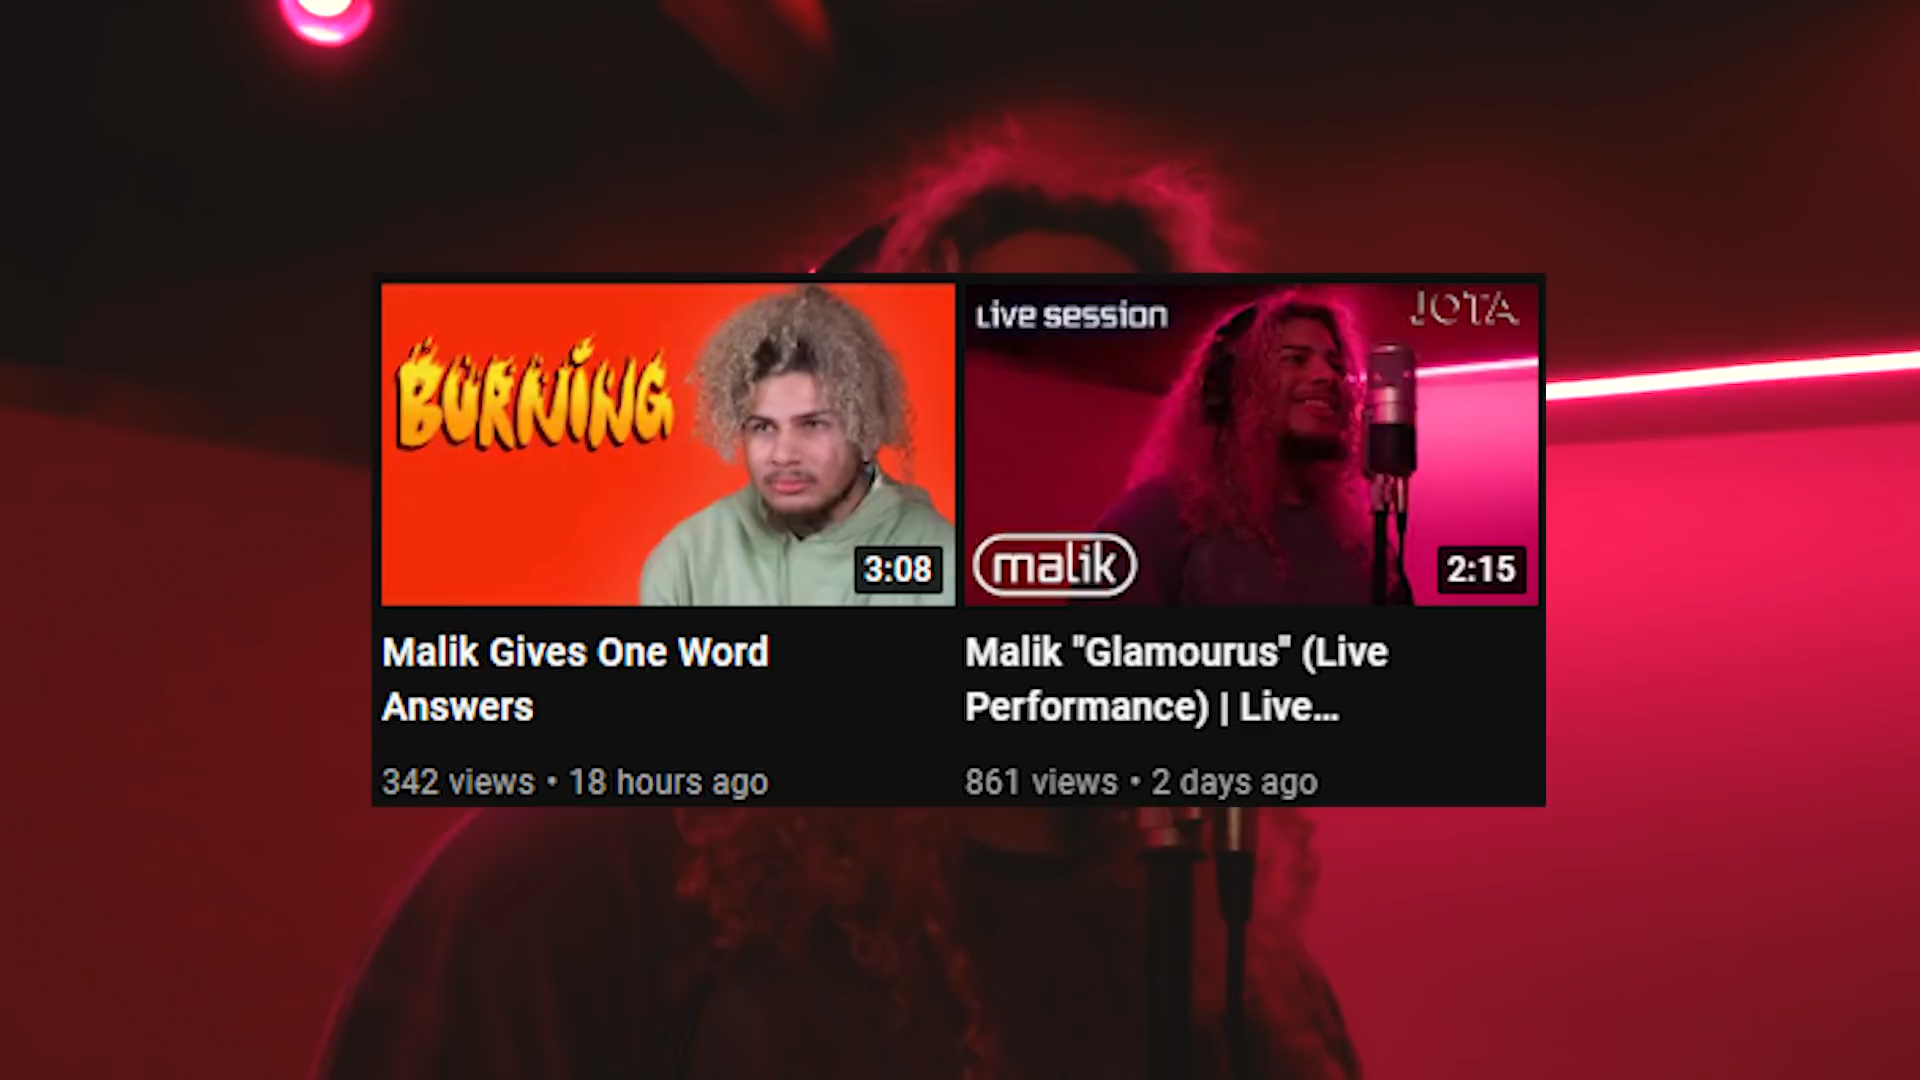 BURNING
3:08
Malik Gives One Word
Answers
342 views • 18 hours ago
Live session
JOTA
malik
2:15
Malik "Glamourus" (Live
Performance) | Live...
861 views • 2 days ago